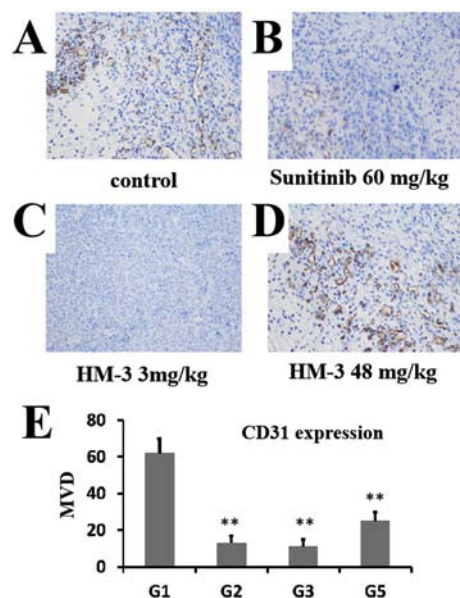 A
B
control
Sunitinib 60 mg/kg
C
D
HM-3 3mg/kg
HM-3 48 mg/kg
E
CD31 expression
MVD
80
60
40
20
0
**
**
**
G1
G2
G3
G5